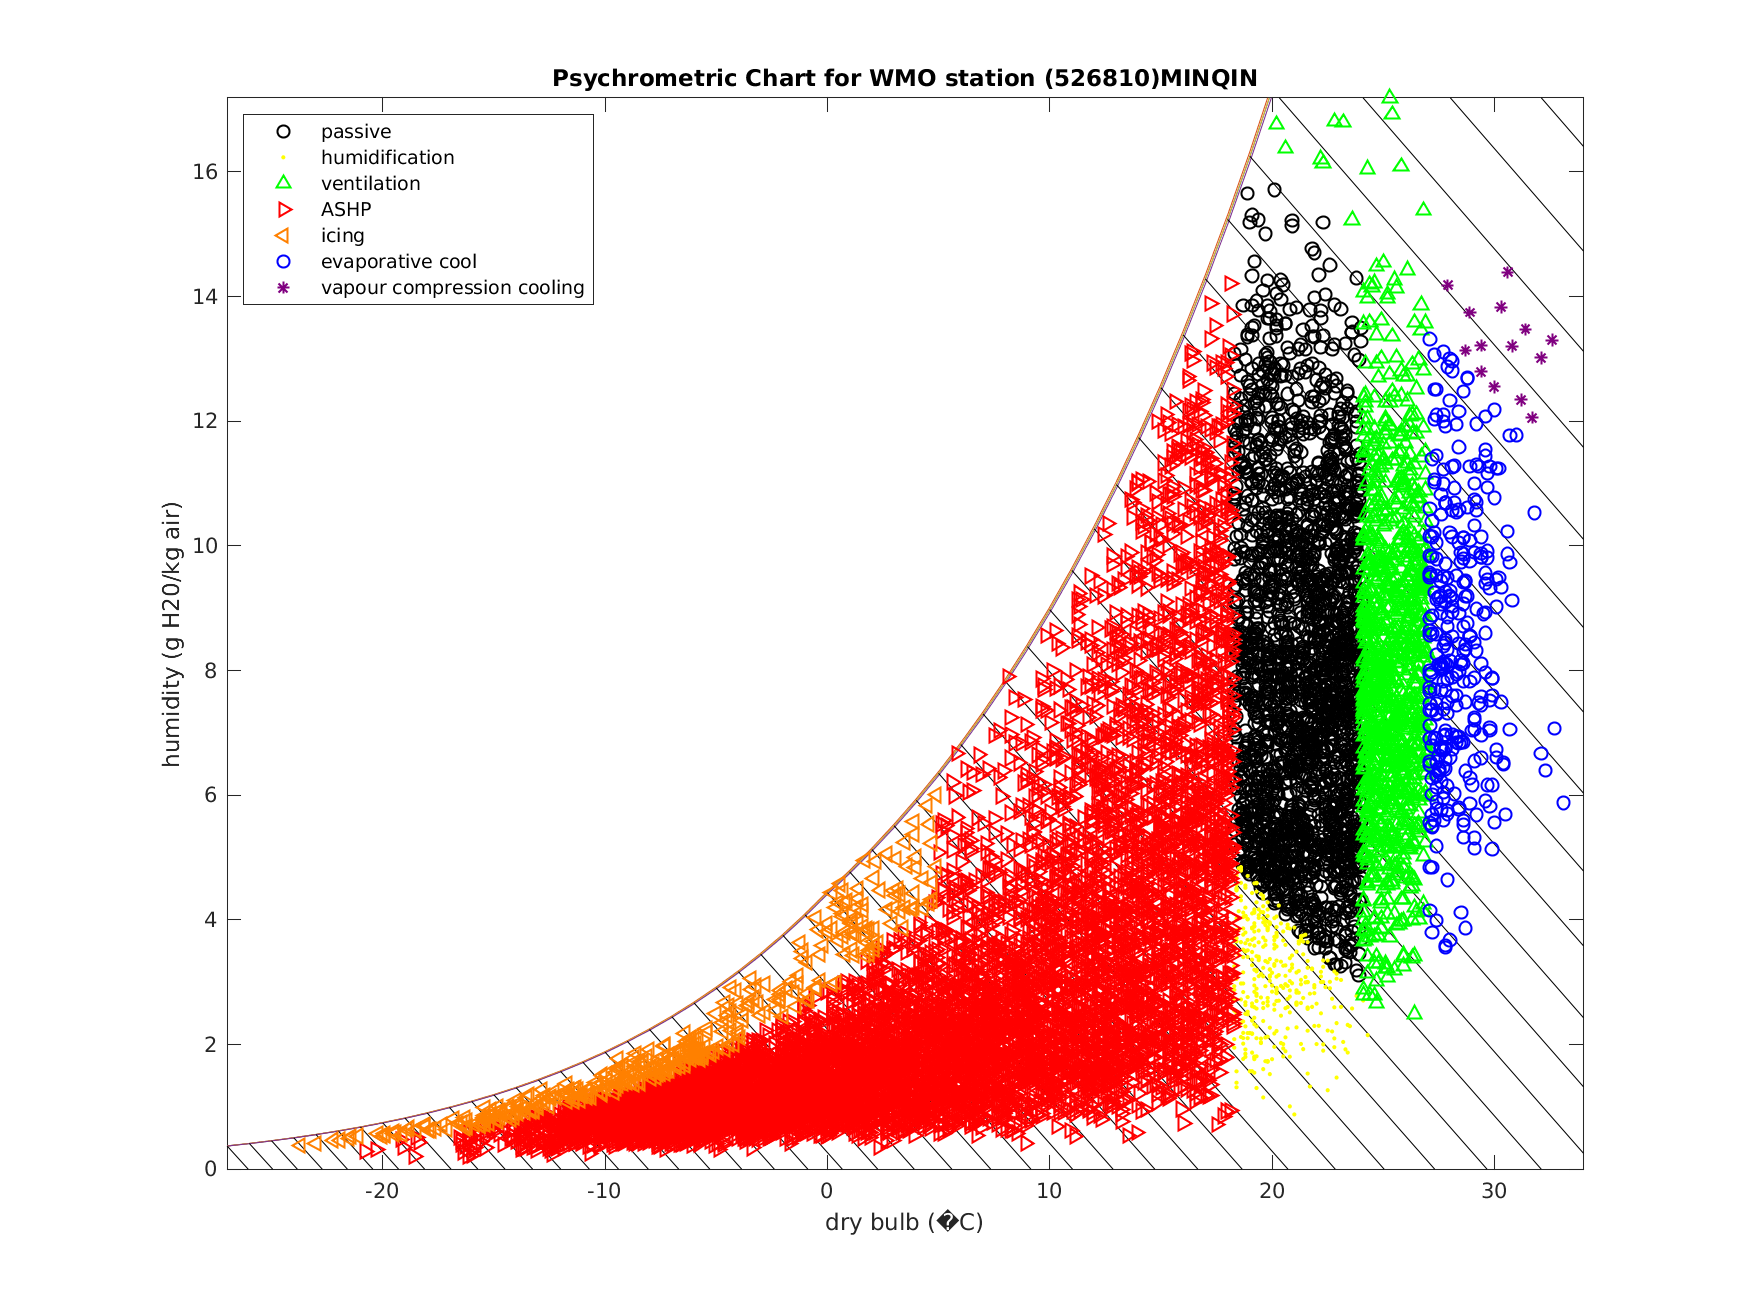 Psychrometric Chart for WMO station (526810)MINQIN
passive
humidification
ventilation
ASHP
icing
evaporative cool
vapour compression cooling
humidity (g H20/kg air)
16
14
12
10
8
6
4
2
0
-20 -10 0 10 20 30
dry bulb (�C)